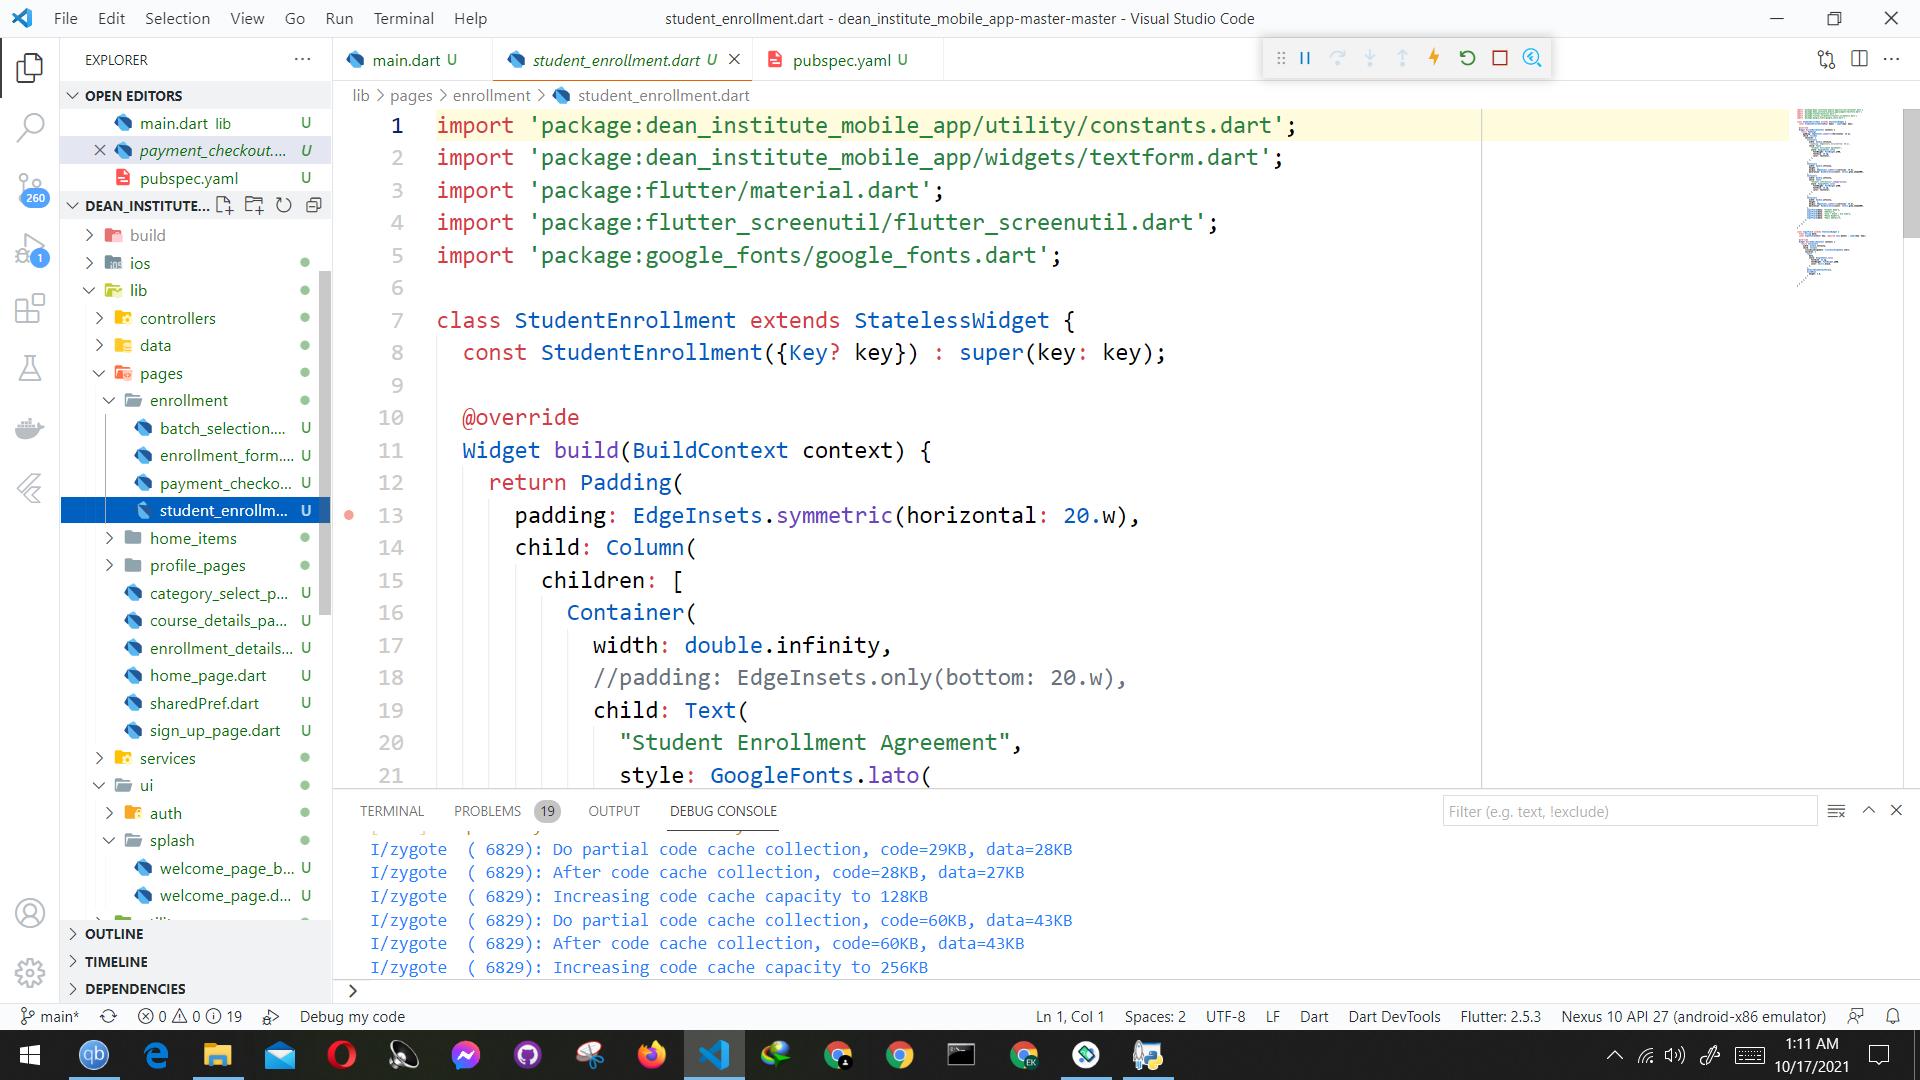 File Edit Selection View Go Run Terminal Help
student_enrollment.dart - dean_institute_mobile_app-master-master - Visual Studio Code
EXPLORER
main.dart U
student_enrollment.dart U
pubspec.yaml U
OPEN EDITORS
main.dart lib U
payment_checkout.... U
pubspec.yaml U
DEAN_INSTITUTE...
build
ios
lib
controllers
data
pages
enrollment
batch_selection.... U
enrollment_form.... U
payment_checko... U
student_enrollm... U
home_items
profile_pages
category_select_p... U
course_details_pa... U
enrollment_details... U
home_page.dart U
sharedPref.dart U
sign_up_page.dart U
services
ui
auth
splash
welcome_page_b... U
welcome_page.d... U
OUTLINE
TIMELINE
DEPENDENCIES
260
1
lib > pages > enrollment > student_enrollment.dart
1 import 'package:dean_institute_mobile_app/utility/constants.dart';
2 import 'package:dean_institute_mobile_app/widgets/textform.dart';
3 import 'package:flutter/material.dart';
4 import 'package:flutter_screenutil/flutter_screenutil.dart';
5 import 'package:google_fonts/google_fonts.dart';
6
7 class StudentEnrollment extends StatelessWidget {
8 const StudentEnrollment({Key? key}) : super(key: key);
9
10 @override
11 Widget build(BuildContext context) {
12 return Padding(
13 padding: EdgeInsets.symmetric(horizontal: 20.w),
14 child: Column(
15 children: [
16 Container(
17 width: double.infinity,
18 //padding: EdgeInsets.only(bottom: 20.w),
19 child: Text(
20 "Student Enrollment Agreement",
21 style: GoogleFonts.lato(
TERMINAL PROBLEMS 19 OUTPUT DEBUG CONSOLE
Filter (e.g. text, !exclude)
I/zygote ( 6829): Do partial code cache collection, code=29KB, data=28KB
I/zygote ( 6829): After code cache collection, code=28KB, data=27KB
I/zygote ( 6829): Increasing code cache capacity to 128KB
I/zygote ( 6829): Do partial code cache collection, code=60KB, data=43KB
I/zygote ( 6829): After code cache collection, code=60KB, data=43KB
I/zygote ( 6829): Increasing code cache capacity to 256KB
>
main* 0 0 19 Debug my code
Ln 1, Col 1 Spaces: 2 UTF-8 LF Dart Dart DevTools Flutter: 2.5.3 Nexus 10 API 27 (android-x86 emulator)
qb
EK
1:11 AM
10/17/2021